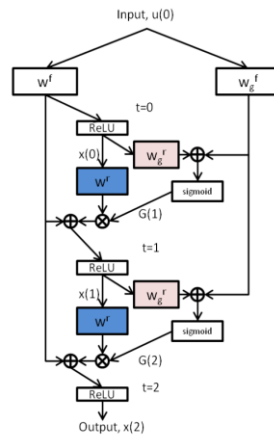 Input, u(0)
w^f
w_g^f
t=0
ReLU
x(0)
w_g^r
w^r
sigmoid
G(1)
t=1
ReLU
x(1)
w_g^r
w^r
sigmoid
G(2)
t=2
ReLU
Output, x(2)